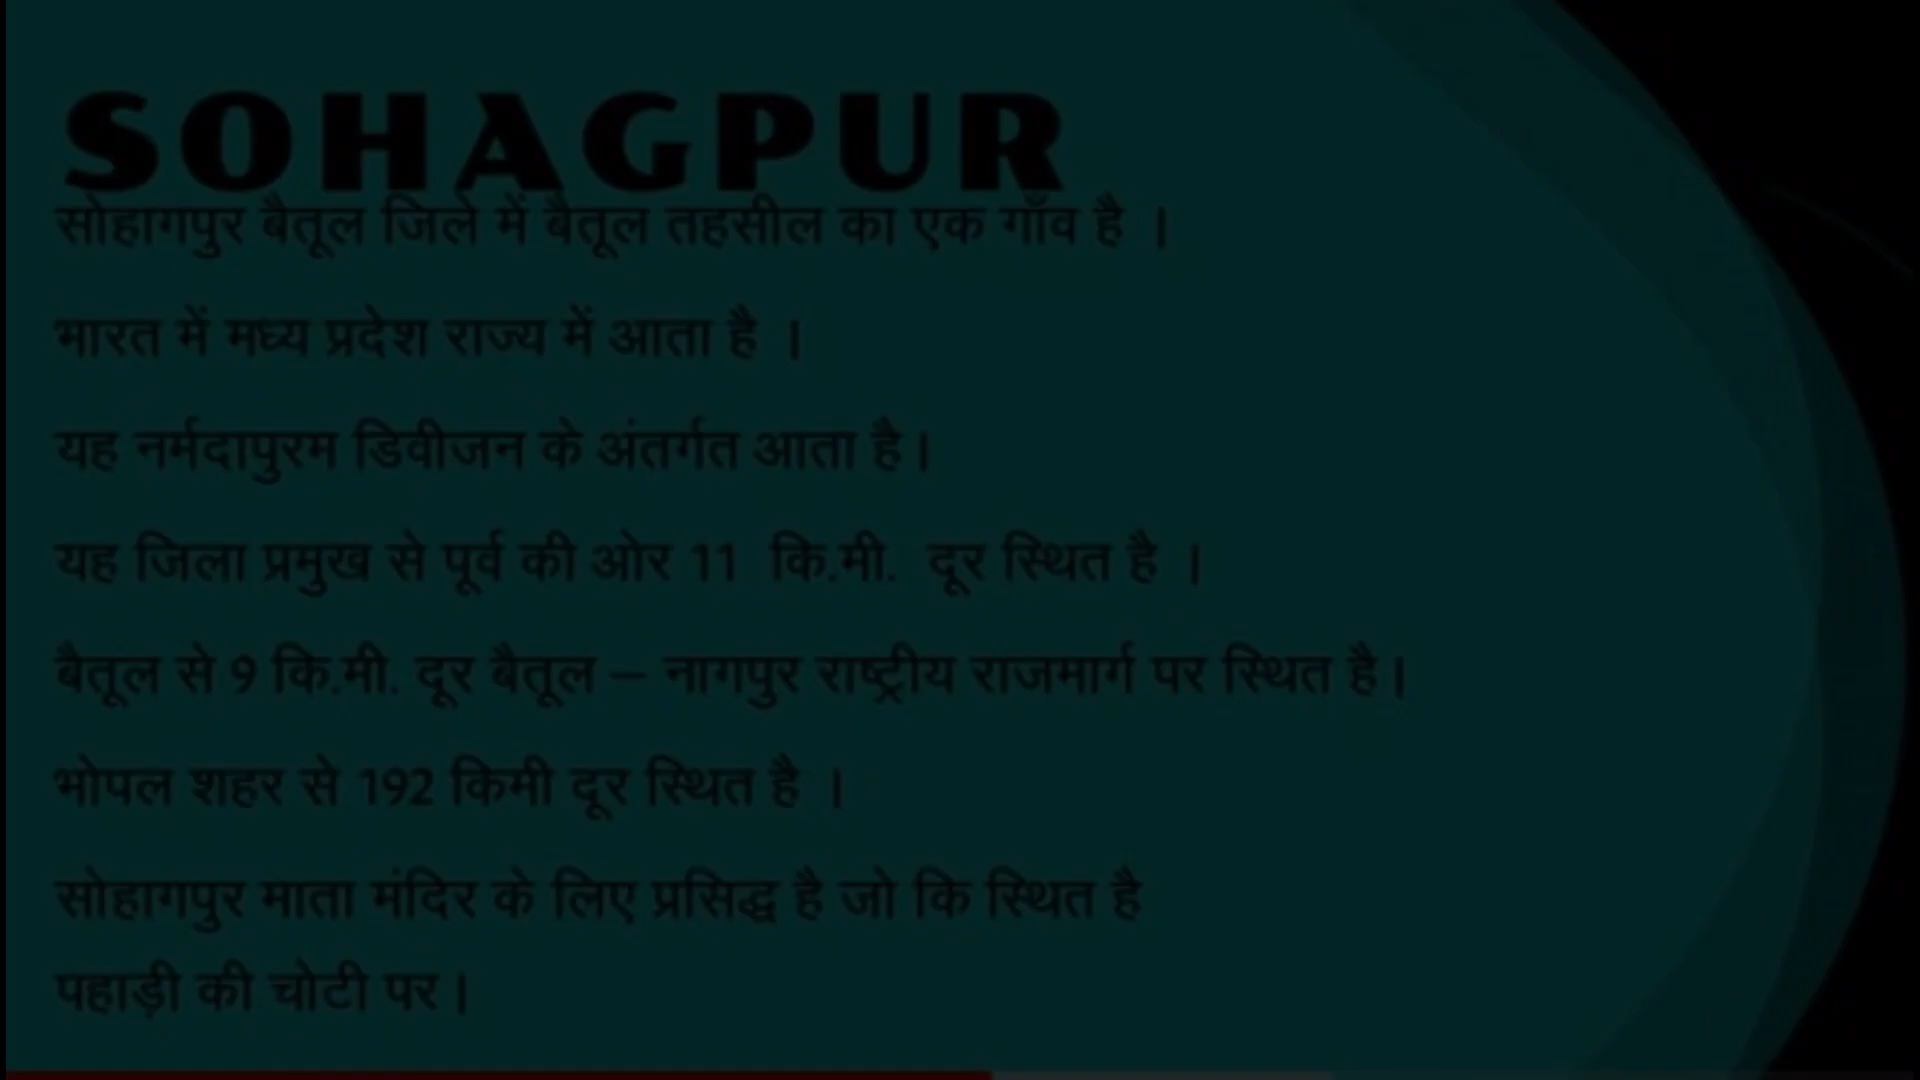 SOHAGPUR
सोहागपुर बैतूल जिले में बैतूल तहसील का एक गाँव है ।
भारत में मध्य प्रदेश राज्य में आता है ।
यह नर्मदापुरम डिवीजन के अंतर्गत आता है।
यह जिला प्रमुख से पूर्व की ओर 11 कि.मी. दूर स्थित है ।
बैतूल से 9 कि.मी. दूर बैतूल – नागपुर राष्ट्रीय राजमार्ग पर स्थित है।
भोपल शहर से 192 किमी दूर स्थित है ।
सोहागपुर माता मंदिर के लिए प्रसिद्ध है जो कि स्थित है
पहाड़ी की चोटी पर।